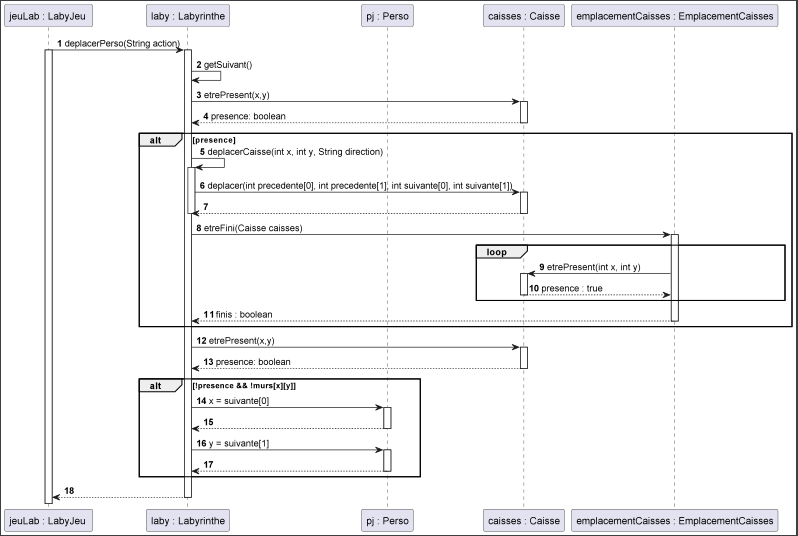 jeuLab : LabyJeu laby : Labyrinthe pj : Perso caisses : Caisse emplacementCaisses : EmplacementCaisses
1 deplacerPerso(String action)
2 getSuivant()
3 etrePresent(x,y)
4 presence: boolean
alt [presence]
5 deplacerCaisse(int x, int y, String direction)
6 deplacer(int precedente[0], int precedente[1], int suivante[0], int suivante[1])
7
8 etreFini(Caisse caisses)
loop
9 etrePresent(int x, int y)
10 presence : true
11 finis : boolean
12 etrePresent(x,y)
13 presence: boolean
alt [!presence && !murs[x][y]]
14 x = suivante[0]
15
16 y = suivante[1]
17
18
jeuLab : LabyJeu laby : Labyrinthe pj : Perso caisses : Caisse emplacementCaisses : EmplacementCaisses